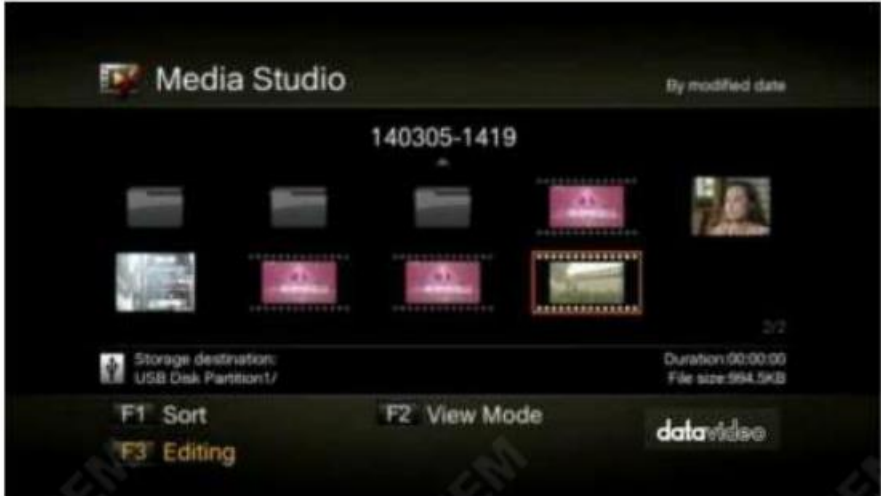 Media Studio
By modified date
140305-1419
2/2
Storage destination:
USB Disk Partition1/
Duration:00:00:00
File size:994.5KB
F1 Sort
F2 View Mode
F3 Editing
datavideo